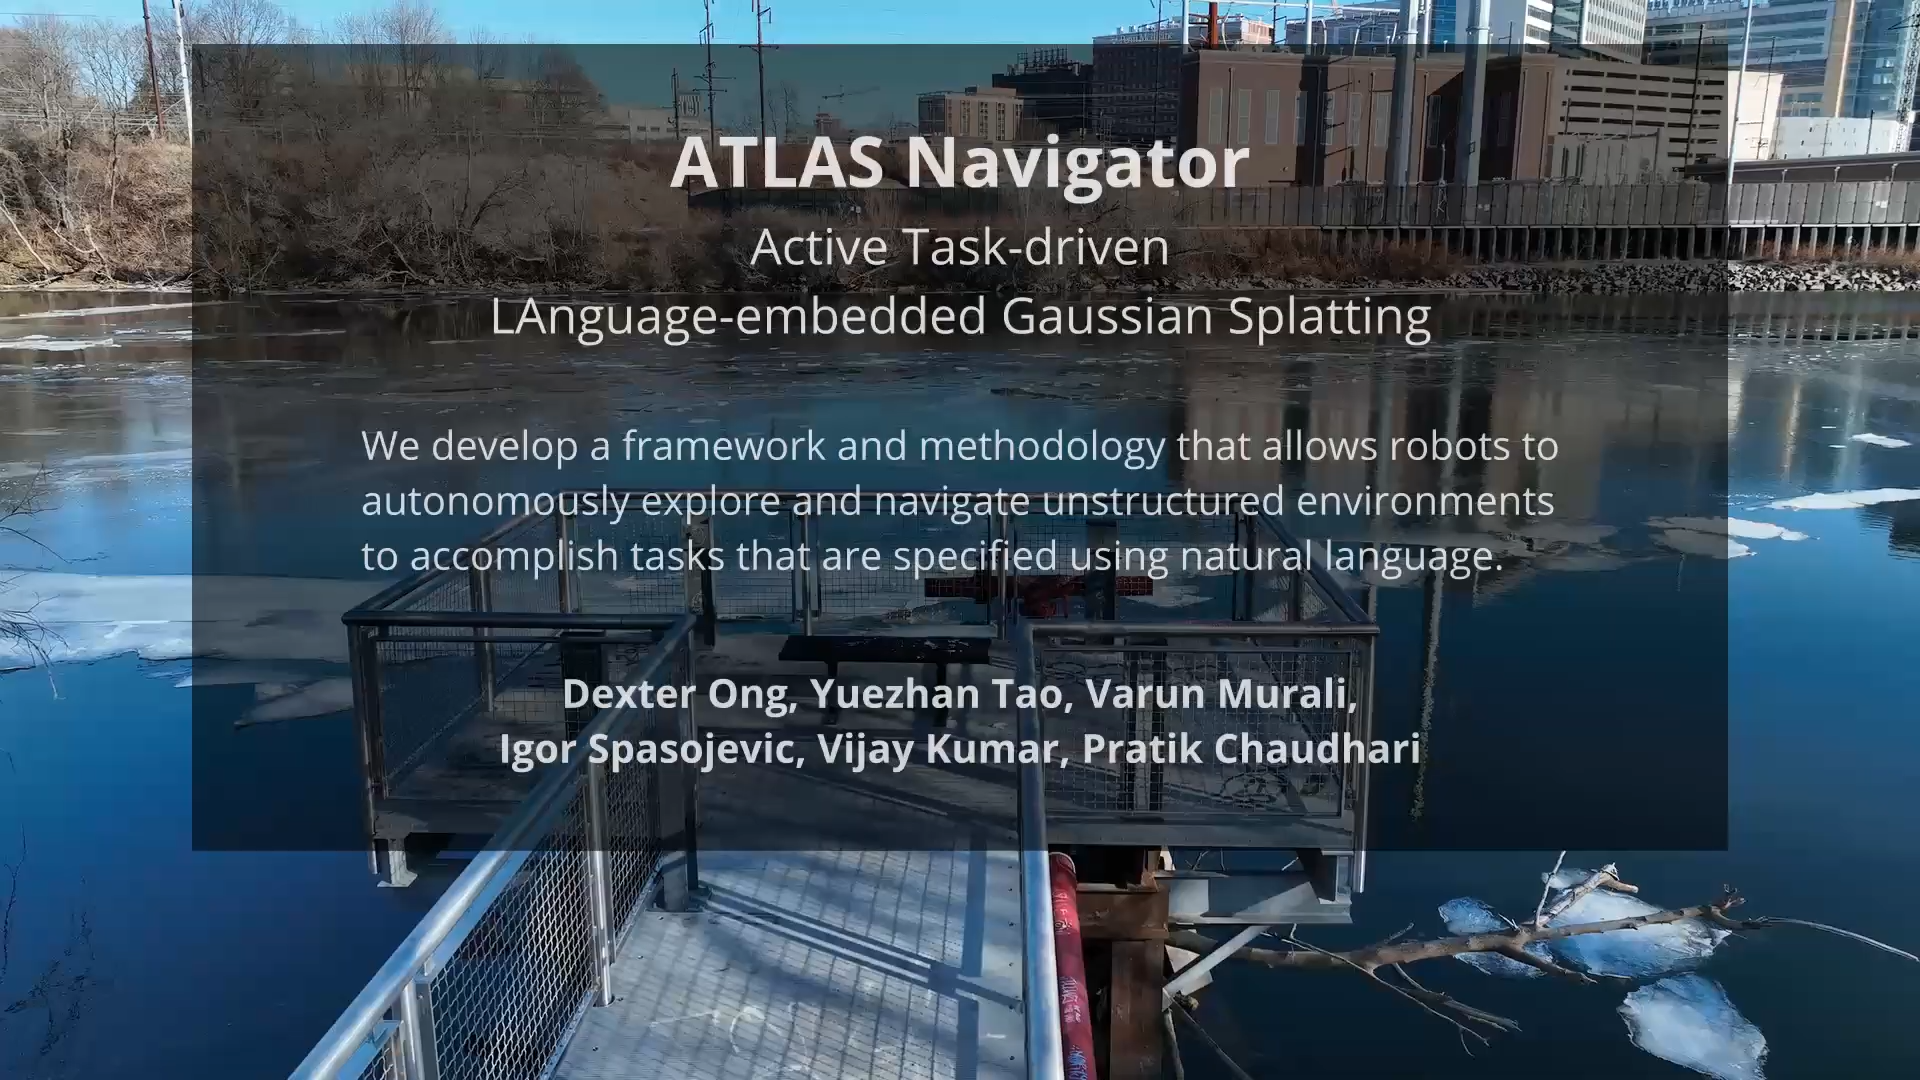 ATLAS Navigator
Active Task-driven
LAnguage-embedded Gaussian Splatting
We develop a framework and methodology that allows robots to
autonomously explore and navigate unstructured environments
to accomplish tasks that are specified using natural language.
Dexter Ong, Yuezhan Tao, Varun Murali,
Igor Spasojevic, Vijay Kumar, Pratik Chaudhari